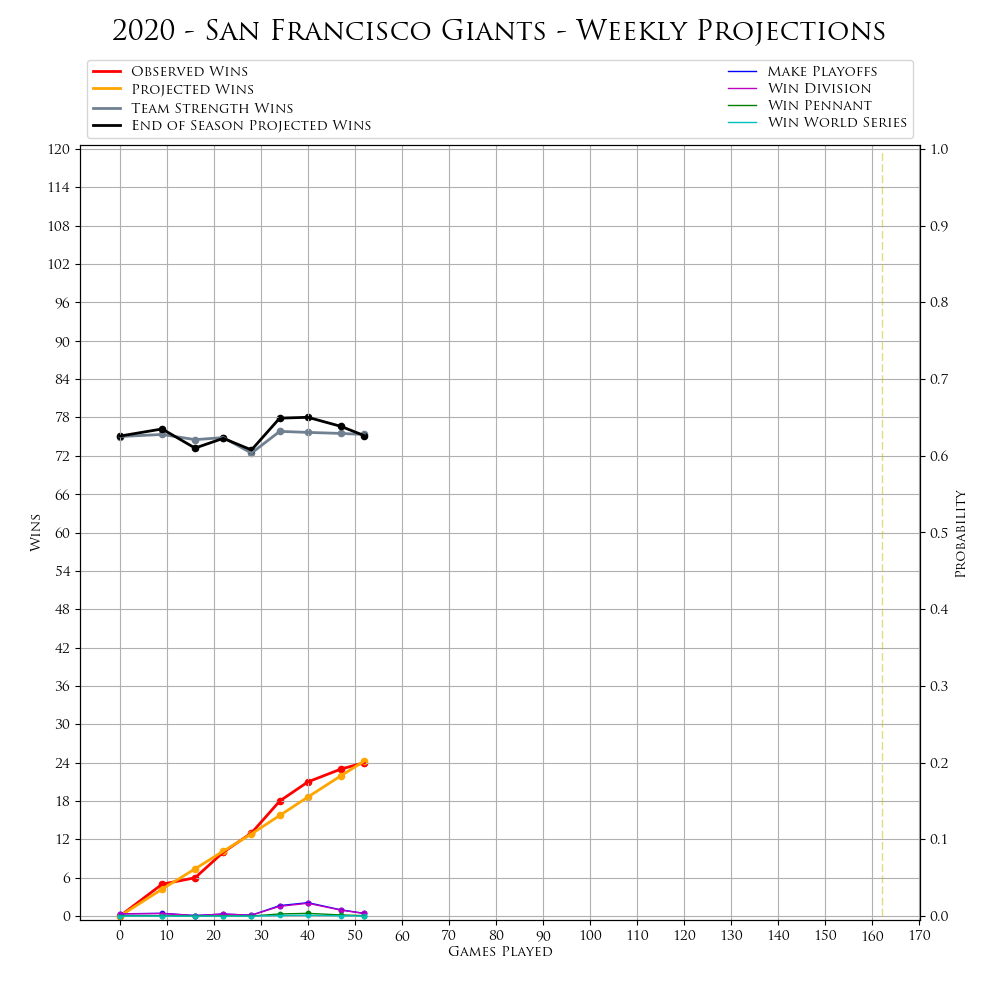 2020 - San Francisco Giants - Weekly Projections
Observed Wins
Projected Wins
Team Strength Wins
End of Season Projected Wins
Make Playoffs
Win Division
Win Pennant
Win World Series
120
114
108
102
96
90
84
78
72
66
60
54
48
42
36
30
24
18
12
6
0
Wins
1.0
0.9
0.8
0.7
0.6
0.5
0.4
0.3
0.2
0.1
0.0
Probability
0 10 20 30 40 50 60 70 80 90 100 110 120 130 140 150 160 170
Games Played